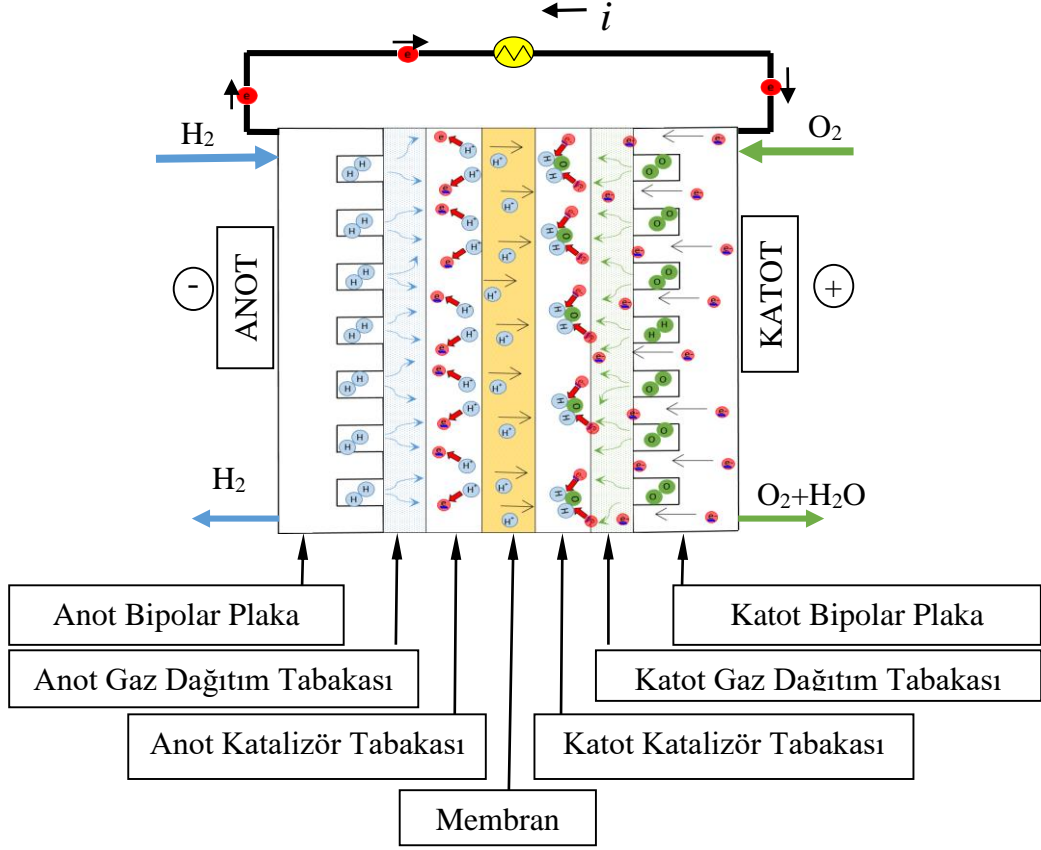 i
e
e
e
H₂
O₂
H H
O O
H⁺
e
ANOT
-
KATOT
+
H₂
O₂+H₂O
Anot Bipolar Plaka
Katot Bipolar Plaka
Anot Gaz Dağıtım Tabakası
Katot Gaz Dağıtım Tabakası
Anot Katalizör Tabakası
Katot Katalizör Tabakası
Membran